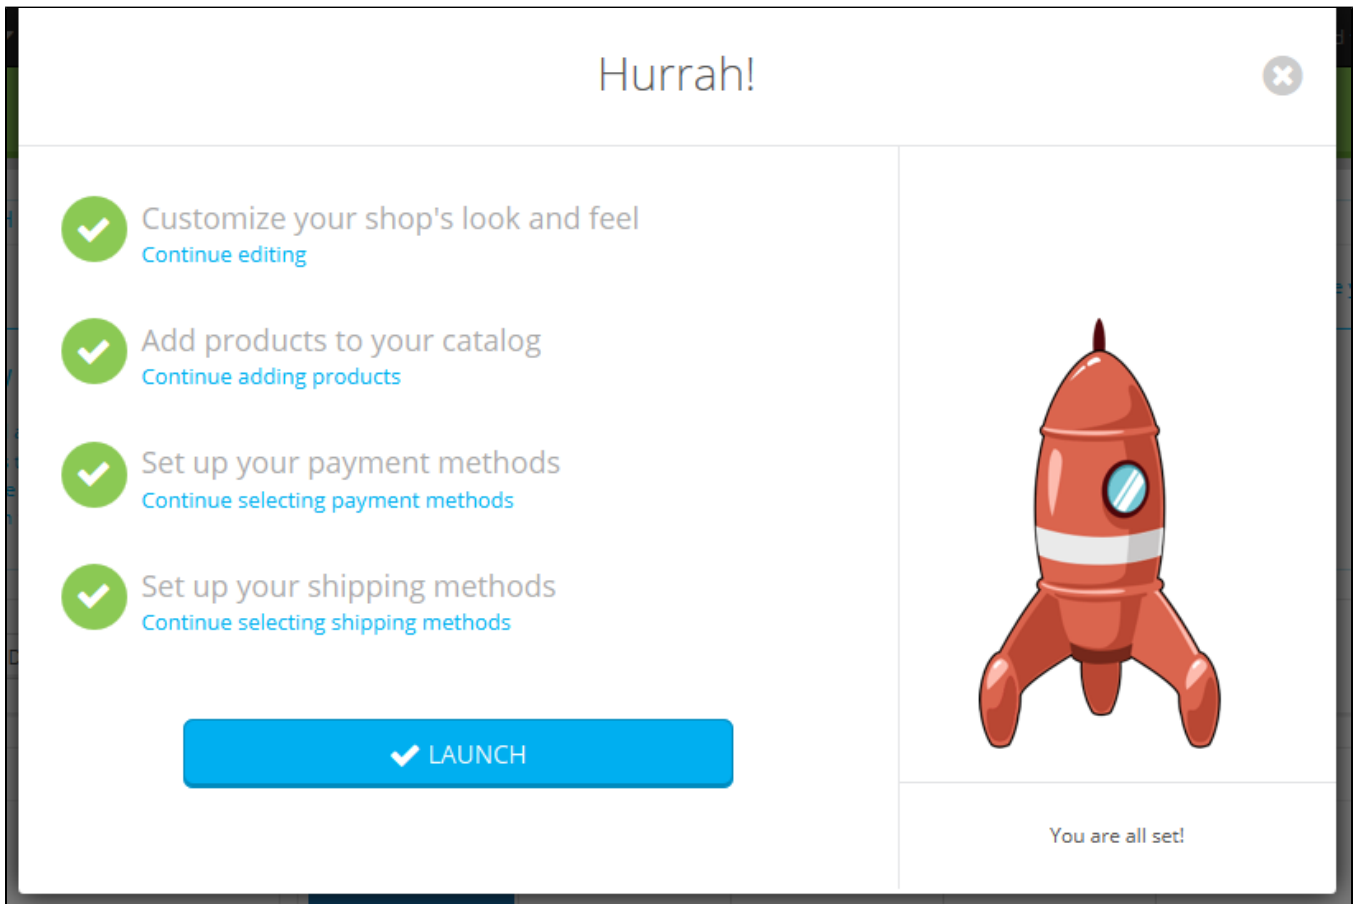 Hurrah!
Customize your shop's look and feel
Continue editing
Add products to your catalog
Continue adding products
Set up your payment methods
Continue selecting payment methods
Set up your shipping methods
Continue selecting shipping methods
LAUNCH
You are all set!